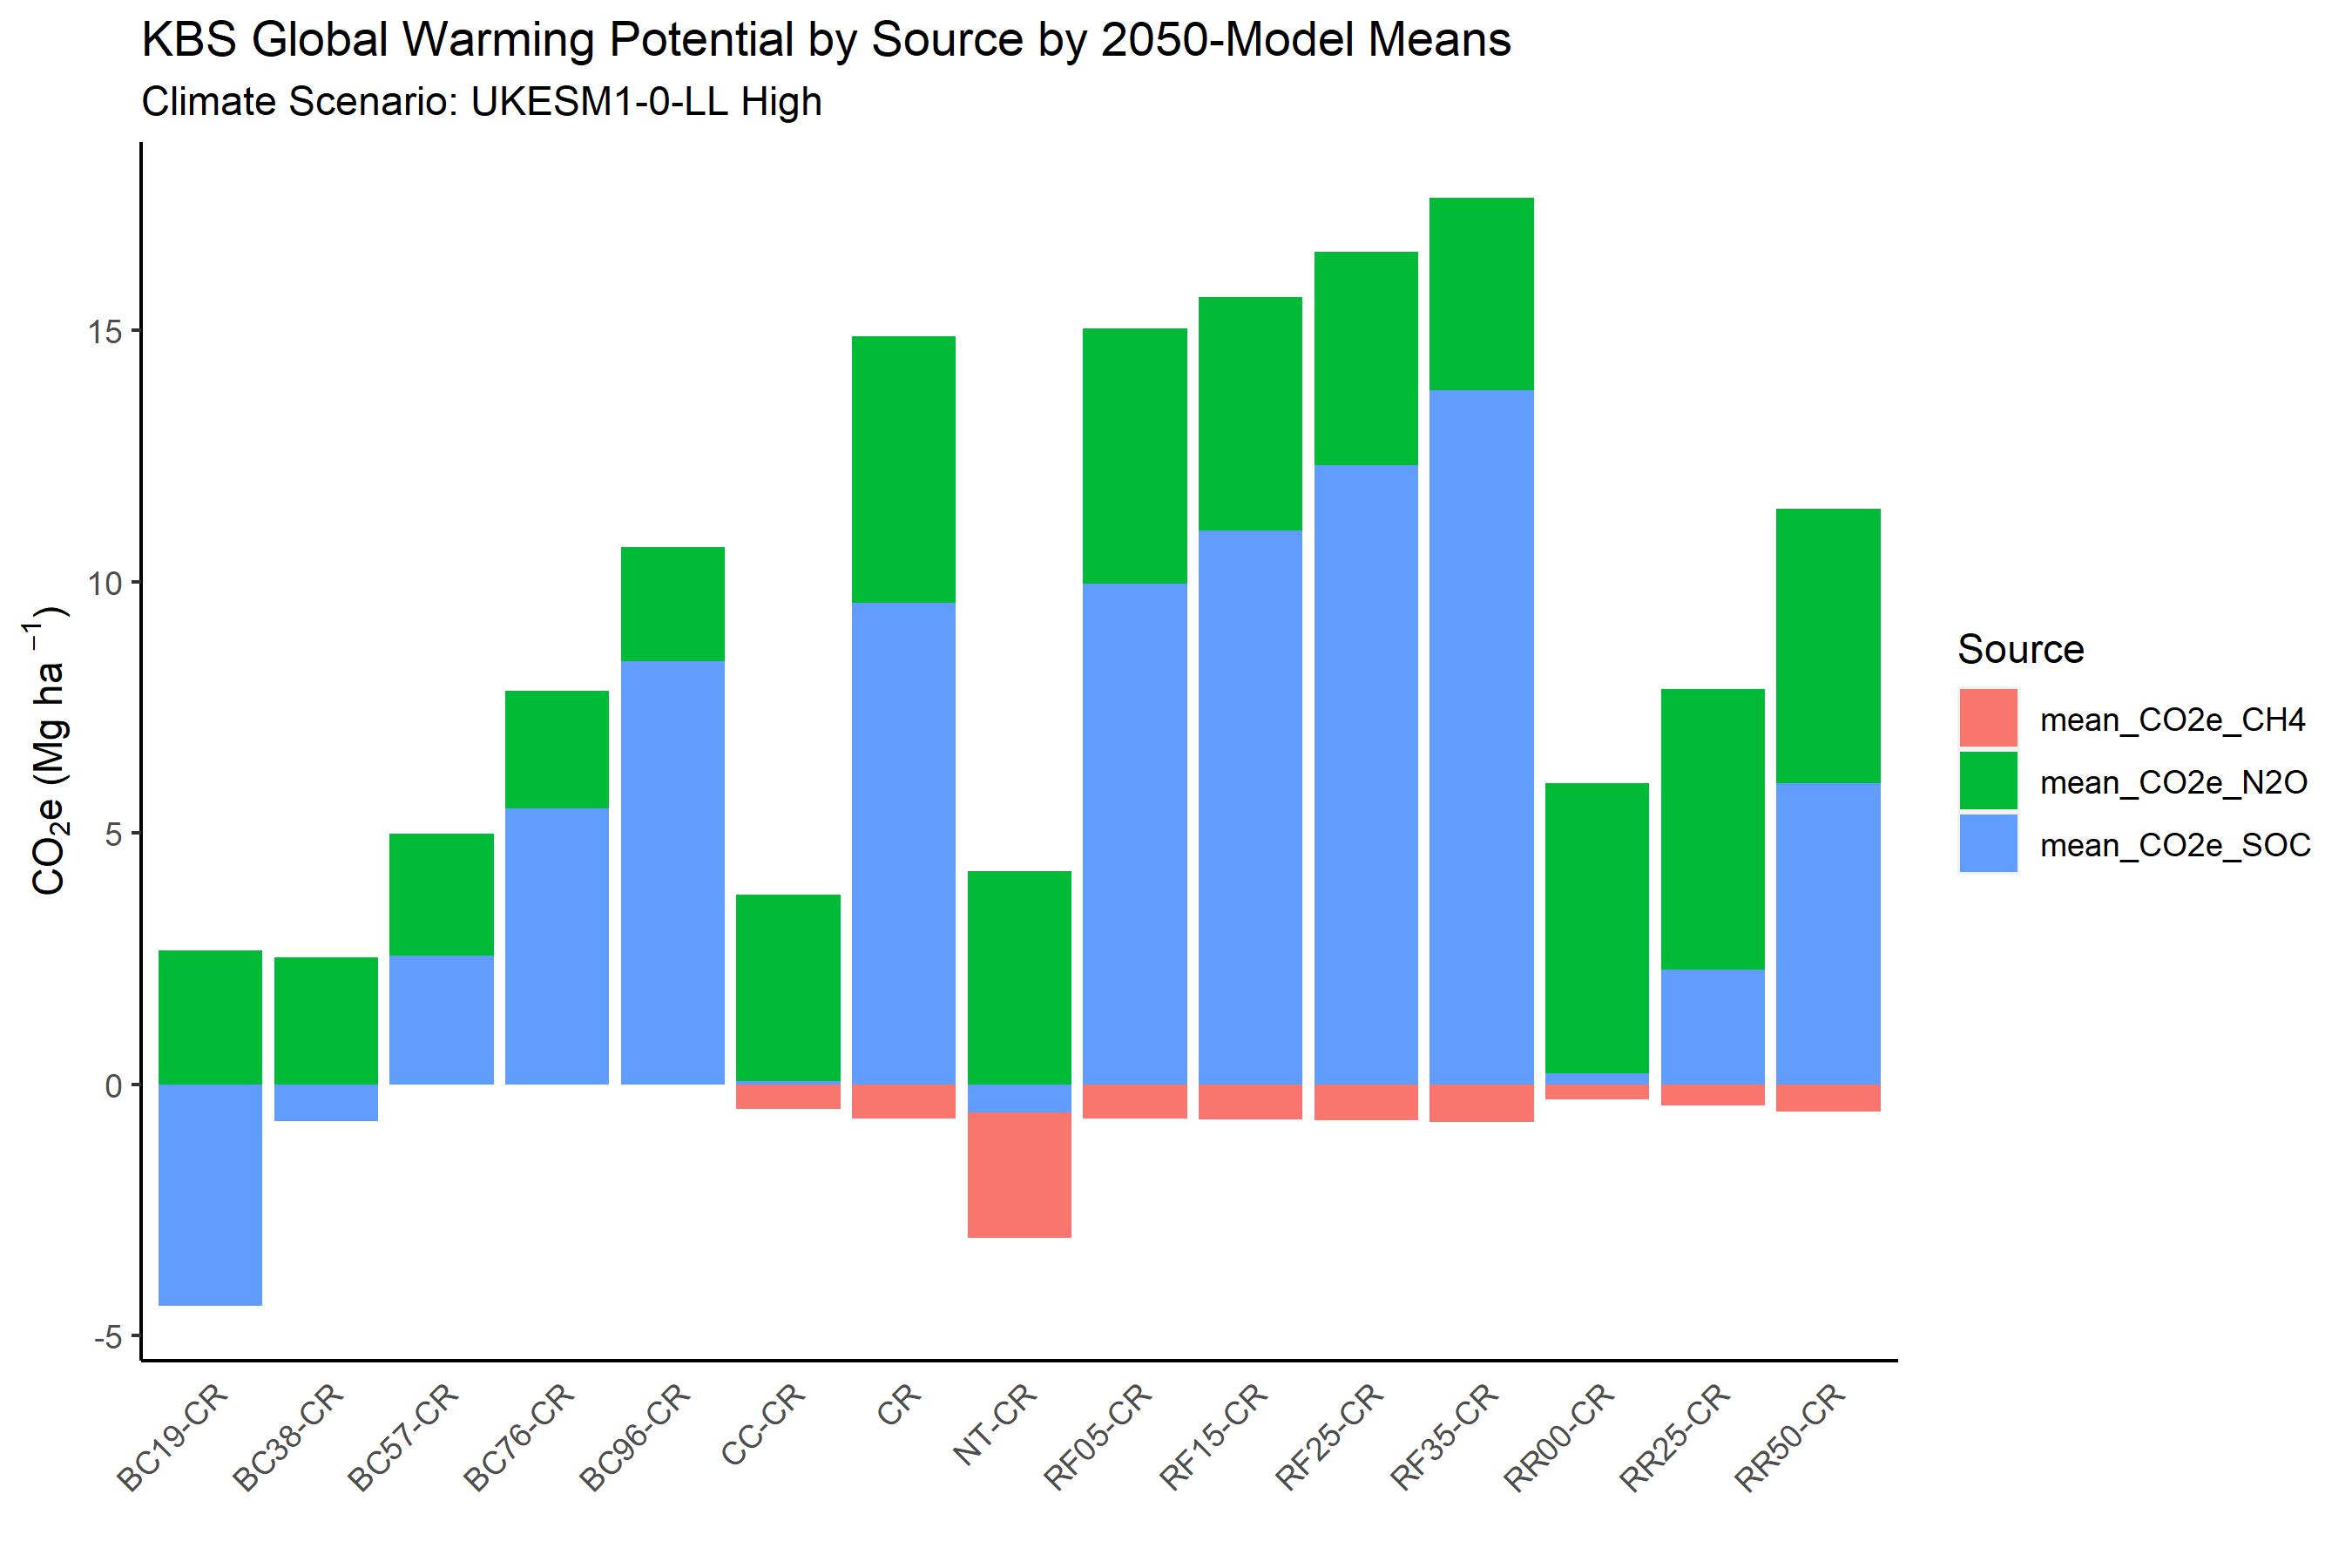 KBS Global Warming Potential by Source by 2050-Model Means
Climate Scenario: UKESM1-0-LL High
CO₂e (Mg ha ⁻¹)
15
10
5
0
-5
BC19-CR
BC38-CR
BC57-CR
BC76-CR
BC96-CR
CC-CR
CR
NT-CR
RF05-CR
RF15-CR
RF25-CR
RF35-CR
RR00-CR
RR25-CR
RR50-CR
Source
mean_CO2e_CH4
mean_CO2e_N2O
mean_CO2e_SOC